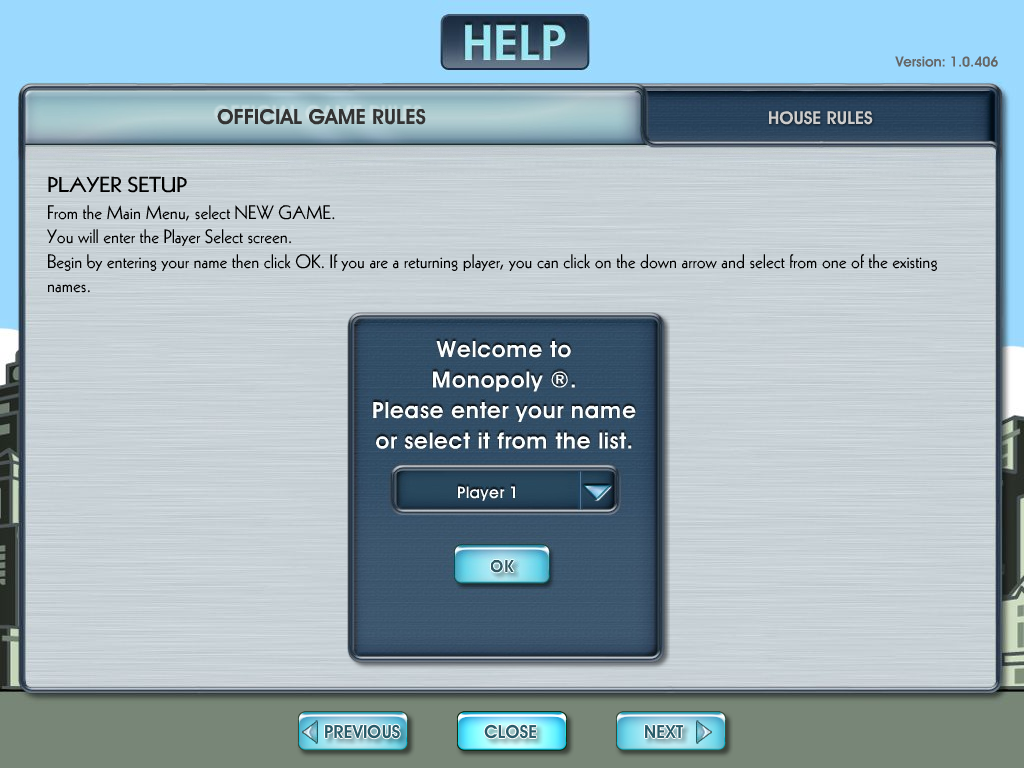 HELP
Version: 1.0.406
OFFICIAL GAME RULES
HOUSE RULES
PLAYER SETUP
From the Main Menu, select NEW GAME.
You will enter the Player Select screen.
Begin by entering your name then click OK. If you are a returning player, you can click on the down arrow and select from one of the existing
names.
Welcome to
Monopoly ®.
Please enter your name
or select it from the list.
Player 1
OK
PREVIOUS
CLOSE
NEXT